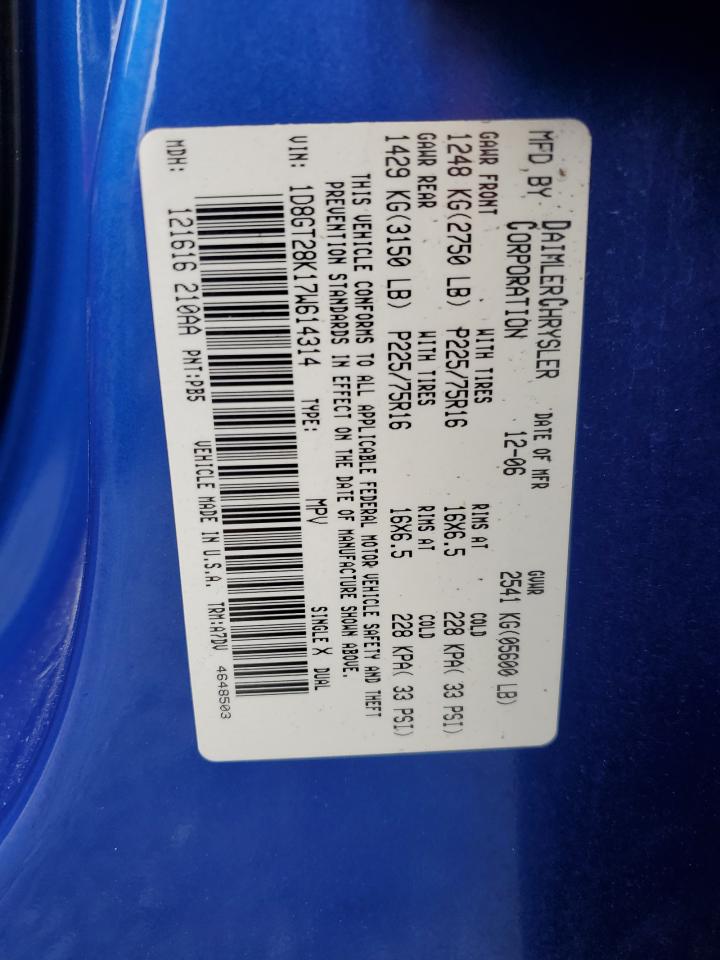 MFD BY DAIMLERCHRYSLER CORPORATION DATE OF MFR 12-06 GVWR 2541 KG(05600 LB)
GAWR FRONT WITH TIRES RIMS AT COLD
1248 KG(2750 LB) P225/75R16 16X6.5 228 KPA( 33 PSI)
GAWR REAR WITH TIRES RIMS AT COLD
1429 KG(3150 LB) P225/75R16 16X6.5 228 KPA( 33 PSI)
THIS VEHICLE CONFORMS TO ALL APPLICABLE FEDERAL MOTOR VEHICLE SAFETY AND THEFT
PREVENTION STANDARDS IN EFFECT ON THE DATE OF MANUFACTURE SHOWN ABOVE.
VIN: 1D8GT28K17W614314 TYPE: MPV SINGLE X DUAL
MDH: 121616 210AA PNT:PB5 VEHICLE MADE IN U.S.A. TRM:A7DV 4648503